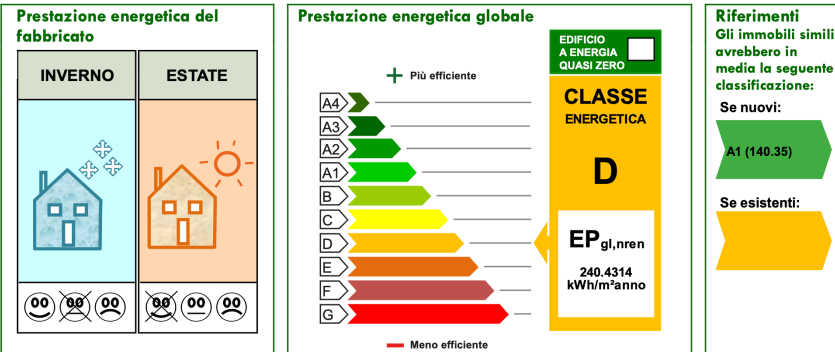 Prestazione energetica del
fabbricato
INVERNO
ESTATE
Prestazione energetica globale
Più efficiente
A4
A3
A2
A1
B
C
D
E
F
G
Meno efficiente
EDIFICIO
A ENERGIA
QUASI ZERO
CLASSE
ENERGETICA
D
EPgl,nren
240.4314
kWh/m²anno
Riferimenti
Gli immobili simili
avrebbero in
media la seguente
classificazione:
Se nuovi:
A1 (140.35)
Se esistenti: